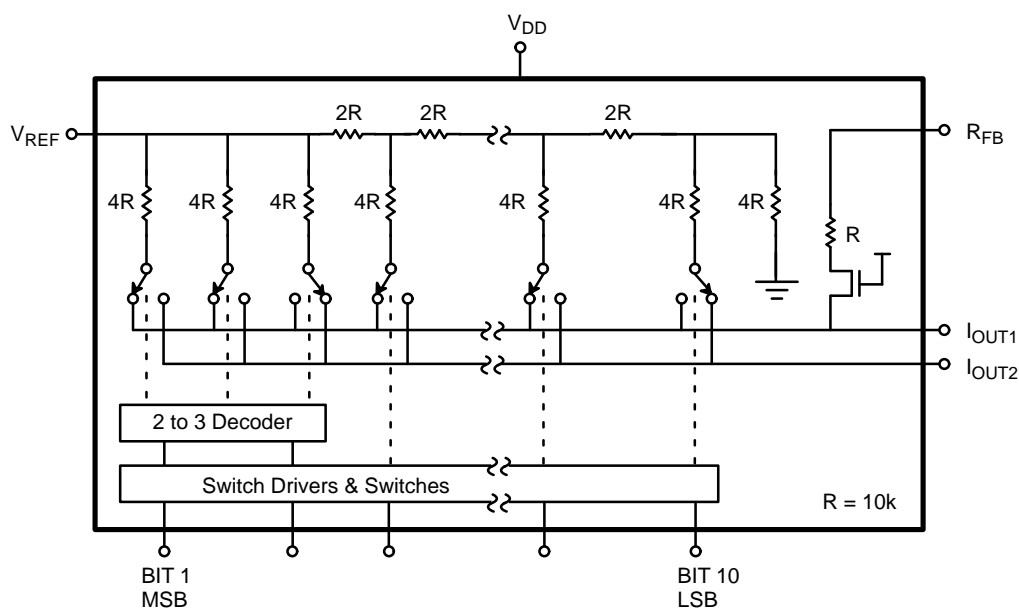 VDD
2R 2R 2R
VREF
RFB
4R 4R 4R 4R 4R 4R 4R
R
IOUT1
IOUT2
2 to 3 Decoder
Switch Drivers & Switches
R = 10k
BIT 1
MSB
BIT 10
LSB